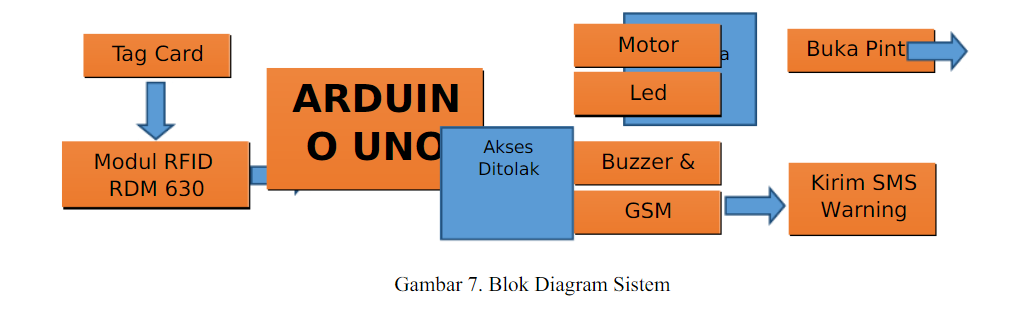 Tag Card
Modul RFID
RDM 630
ARDUIN
O UNO
Akses
Ditolak
Motor
a
Led
Buzzer &
GSM
Buka Pint
Kirim SMS
Warning
Gambar 7. Blok Diagram Sistem